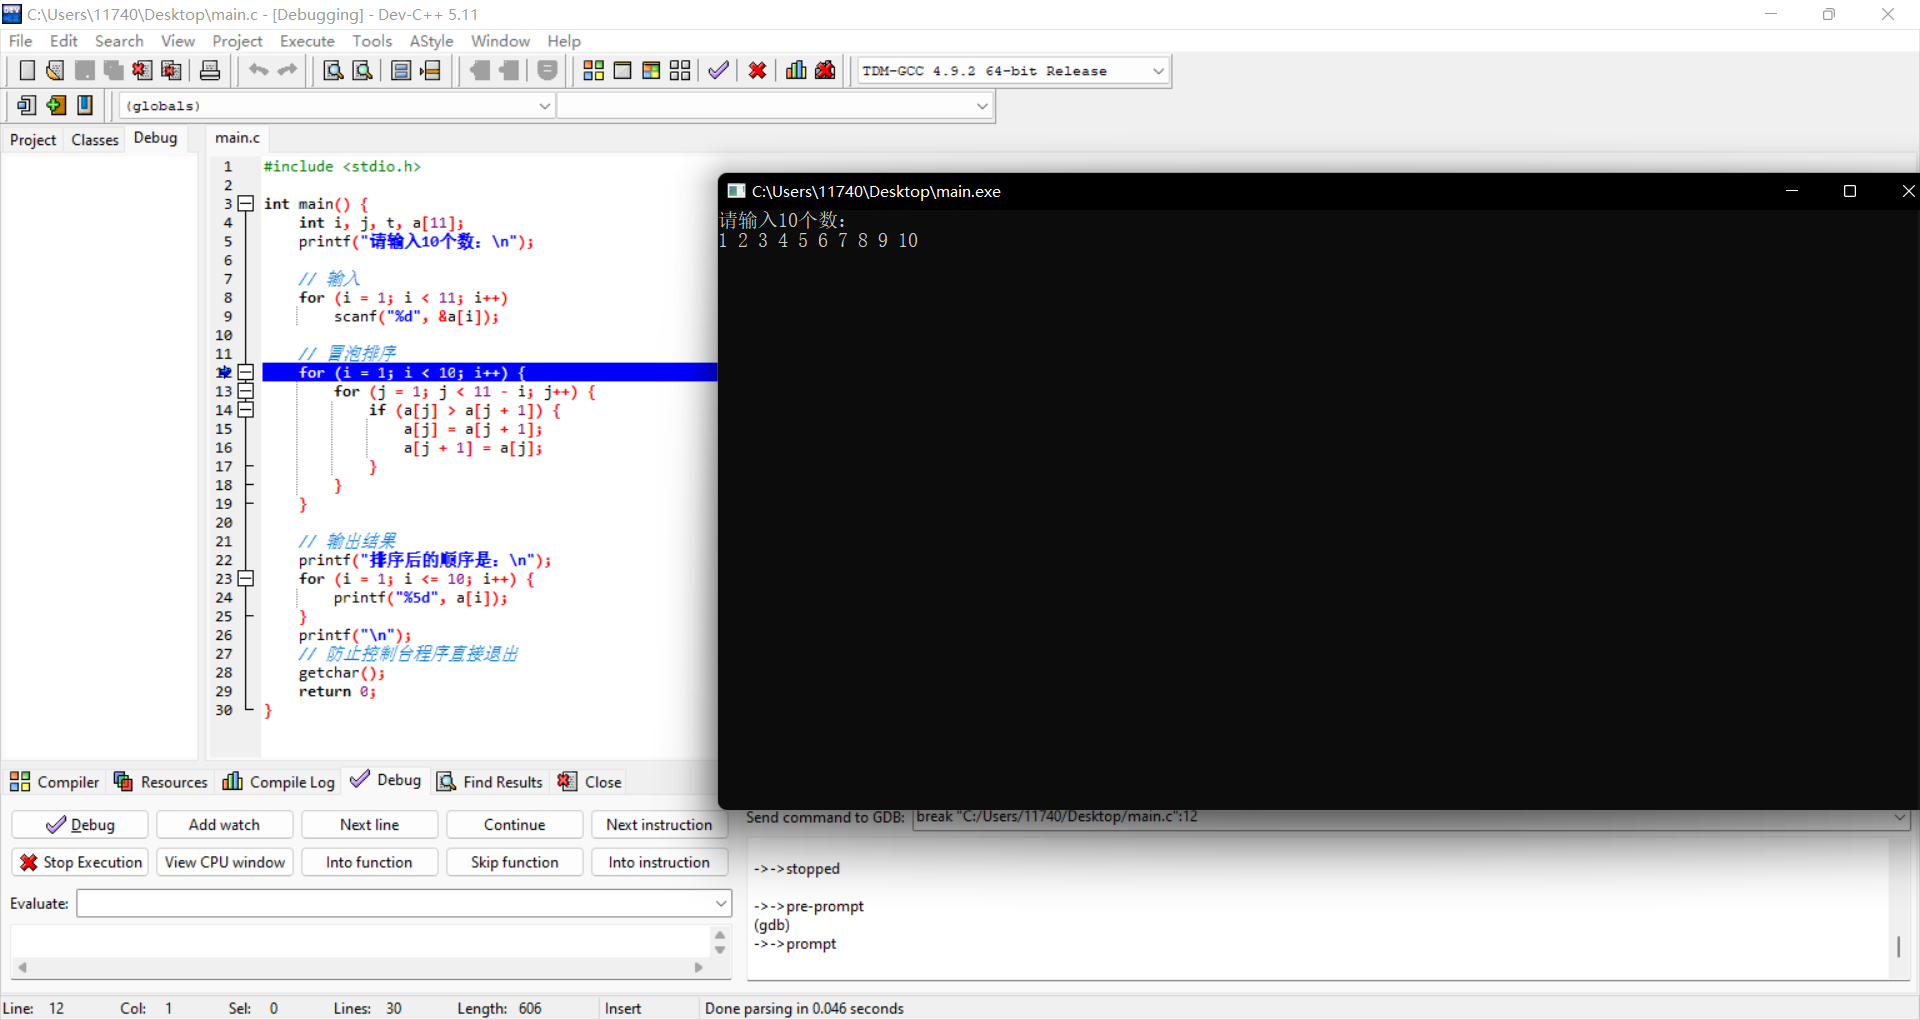 C:\Users\11740\Desktop\main.c - [Debugging] - Dev-C++ 5.11
File Edit Search View Project Execute Tools AStyle Window Help
TDM-GCC 4.9.2 64-bit Release
(globals)
Project Classes Debug main.c
1 #include <stdio.h>
2
3 int main() {
4 int i, j, t, a[11];
5 printf("请输入10个数：\n");
6
7 // 输入
8 for (i = 1; i < 11; i++)
9 scanf("%d", &a[i]);
10
11 // 冒泡排序
12 for (i = 1; i < 10; i++) {
13 for (j = 1; j < 11 - i; j++) {
14 if (a[j] > a[j + 1]) {
15 a[j] = a[j + 1];
16 a[j + 1] = a[j];
17 }
18 }
19 }
20
21 // 输出结果
22 printf("排序后的顺序是：\n");
23 for (i = 1; i <= 10; i++) {
24 printf("%5d", a[i]);
25 }
26 printf("\n");
27 // 防止控制台程序直接退出
28 getchar();
29 return 0;
30 }
C:\Users\11740\Desktop\main.exe
请输入10个数：
1 2 3 4 5 6 7 8 9 10
Compiler Resources Compile Log Debug Find Results Close
Debug Add watch Next line Continue Next instruction
Stop Execution View CPU window Into function Skip function Into instruction
Evaluate:
Send command to GDB: break "C:/Users/11740/Desktop/main.c":12
->->stopped
->->pre-prompt
(gdb)
->->prompt
Line: 12 Col: 1 Sel: 0 Lines: 30 Length: 606 Insert Done parsing in 0.046 seconds